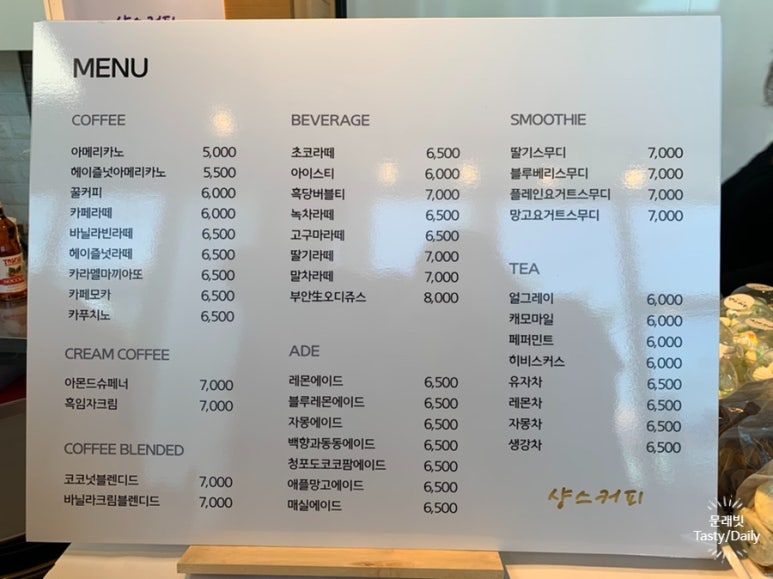 샹스커피
MENU
COFFEE
아메리카노 5,000
헤이즐넛아메리카노 5,500
꿀커피 6,000
카페라떼 6,000
바닐라빈라떼 6,500
헤이즐넛라떼 6,500
카라멜마끼아또 6,500
카페모카 6,500
카푸치노 6,500
CREAM COFFEE
아몬드슈페너 7,000
흑임자크림 7,000
COFFEE BLENDED
코코넛블렌디드 7,000
바닐라크림블렌디드 7,000
BEVERAGE
초코라떼 6,500
아이스티 6,000
흑당버블티 7,000
녹차라떼 6,500
고구마라떼 6,500
딸기라떼 7,000
말차라떼 7,000
부안生오디쥬스 8,000
ADE
레몬에이드 6,500
블루레몬에이드 6,500
자몽에이드 6,500
백향과동동에이드 6,500
청포도코코팜에이드 6,500
애플망고에이드 6,500
매실에이드 6,500
SMOOTHIE
딸기스무디 7,000
블루베리스무디 7,000
플레인요거트스무디 7,000
망고요거트스무디 7,000
TEA
얼그레이 6,000
캐모마일 6,000
페퍼민트 6,000
히비스커스 6,000
유자차 6,500
레몬차 6,500
자몽차 6,500
생강차 6,500
샹스커피
문래빗
Tasty/Daily